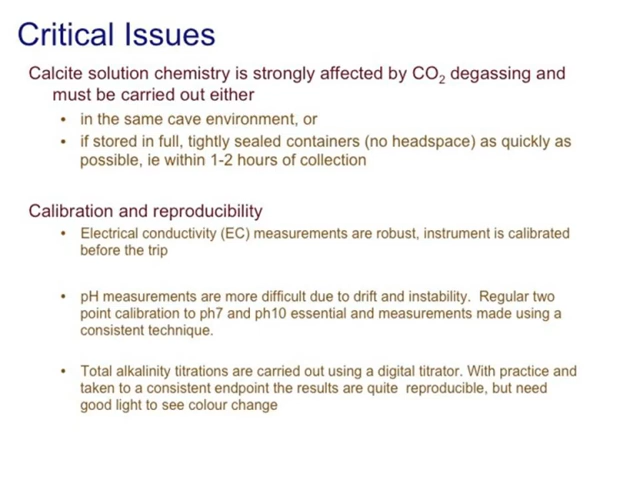 Critical Issues
Calcite solution chemistry is strongly affected by CO₂ degassing and
must be carried out either
• in the same cave environment, or
• if stored in full, tightly sealed containers (no headspace) as quickly as
possible, ie within 1-2 hours of collection
Calibration and reproducibility
• Electrical conductivity (EC) measurements are robust, instrument is calibrated
before the trip
• pH measurements are more difficult due to drift and instability.  Regular two
point calibration to ph7 and ph10 essential and measurements made using a
consistent technique.
• Total alkalinity titrations are carried out using a digital titrator. With practice and
taken to a consistent endpoint the results are quite  reproducible, but need
good light to see colour change